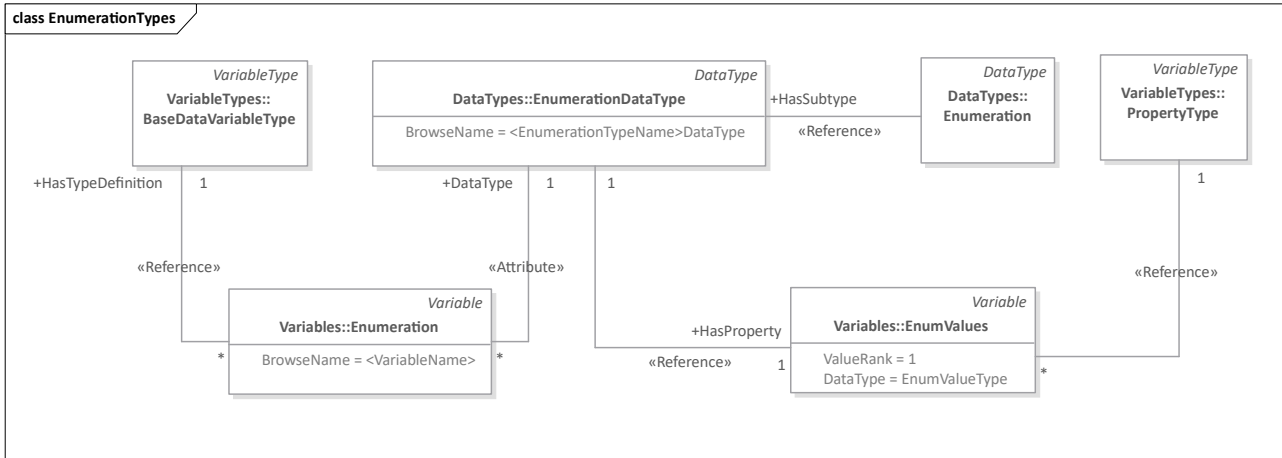 class EnumerationTypes
VariableType
VariableTypes::
BaseDataVariableType
DataType
DataTypes::EnumerationDataType
BrowseName = <EnumerationTypeName>DataType
+HasSubtype
«Reference»
DataType
DataTypes::
Enumeration
VariableType
VariableTypes::
PropertyType
+HasTypeDefinition 1
+DataType 1
1
1
«Reference»
«Attribute»
«Reference»
Variable
Variables::Enumeration
BrowseName = <VariableName>
*
*
+HasProperty
«Reference»
1
Variable
Variables::EnumValues
ValueRank = 1
DataType = EnumValueType
*